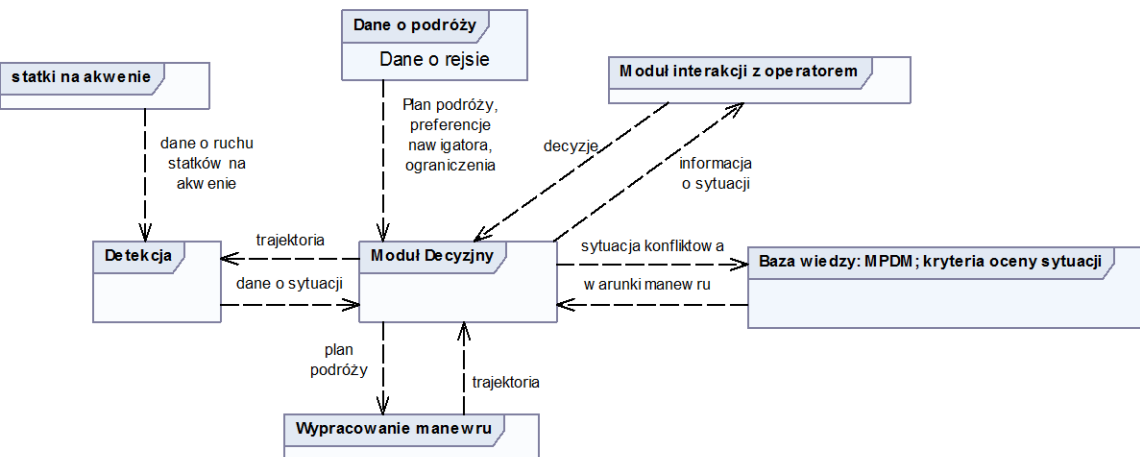 Dane o podróży
Dane o rejsie
statki na akwenie
Moduł interakcji z operatorem
Plan podróży,
preferencje
nawigatora,
ograniczenia
dane o ruchu
statków na
akwenie
decyzje
informacja
o sytuacji
Detekcja
trajektoria
dane o sytuacji
Moduł Decyzjny
sytuacja konfliktowa
warunki manewru
Baza wiedzy: MPDM; kryteria oceny sytuacji
plan
podróży
trajektoria
Wypracowanie manewru